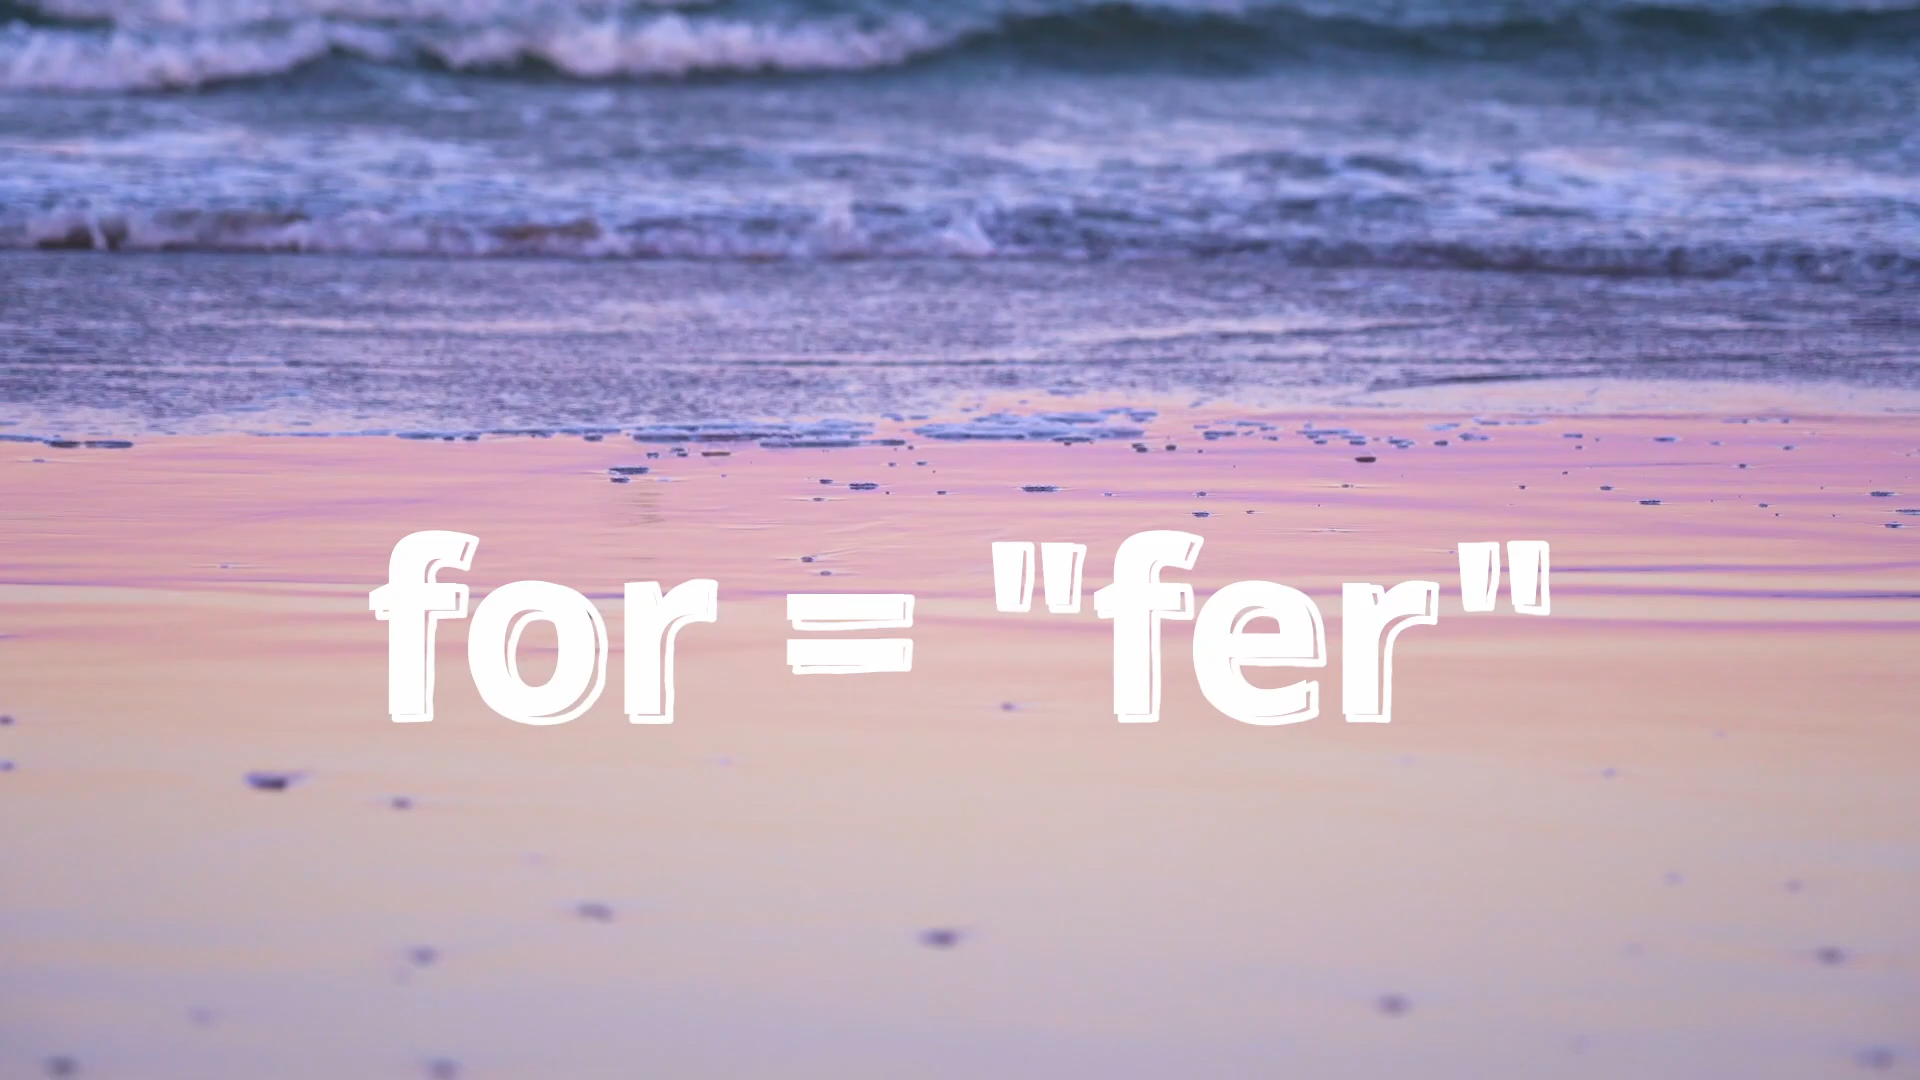 for = "fer"